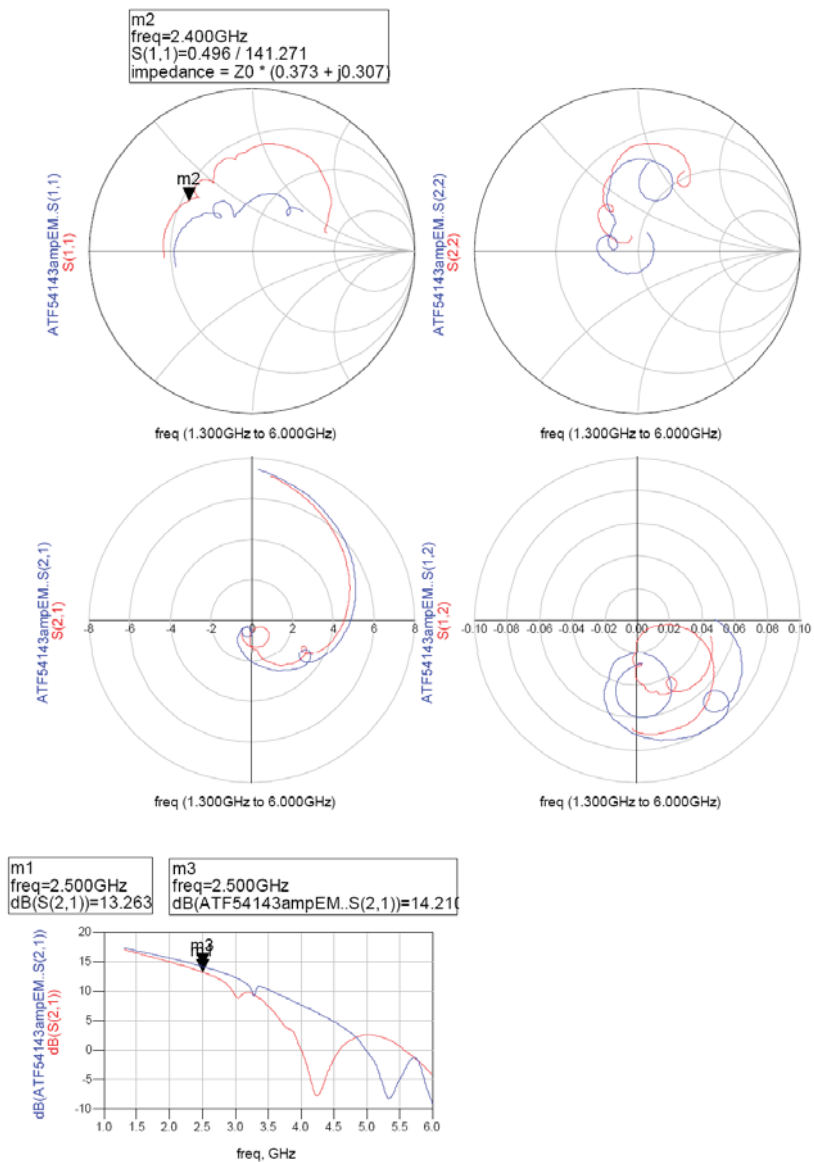 m2
freq=2.400GHz
S(1,1)=0.496 / 141.271
impedance = Z0 * (0.373 + j0.307)
m2
ATF54143ampEM..S(1,1)
S(1,1)
freq (1.300GHz to 6.000GHz)
ATF54143ampEM..S(2,2)
S(2,2)
freq (1.300GHz to 6.000GHz)
ATF54143ampEM..S(2,1)
S(2,1)
-8 -6 -4 -2 0 2 4 6 8
freq (1.300GHz to 6.000GHz)
ATF54143ampEM..S(1,2)
S(1,2)
-0.10 -0.08 -0.06 -0.04 -0.02 0.00 0.02 0.04 0.06 0.08 0.10
freq (1.300GHz to 6.000GHz)
m1
freq=2.500GHz
dB(S(2,1))=13.263
m3
freq=2.500GHz
dB(ATF54143ampEM..S(2,1))=14.210
dB(ATF54143ampEM..S(2,1))
dB(S(2,1))
20
15
10
5
0
-5
-10
m3
1.0 1.5 2.0 2.5 3.0 3.5 4.0 4.5 5.0 5.5 6.0
freq, GHz